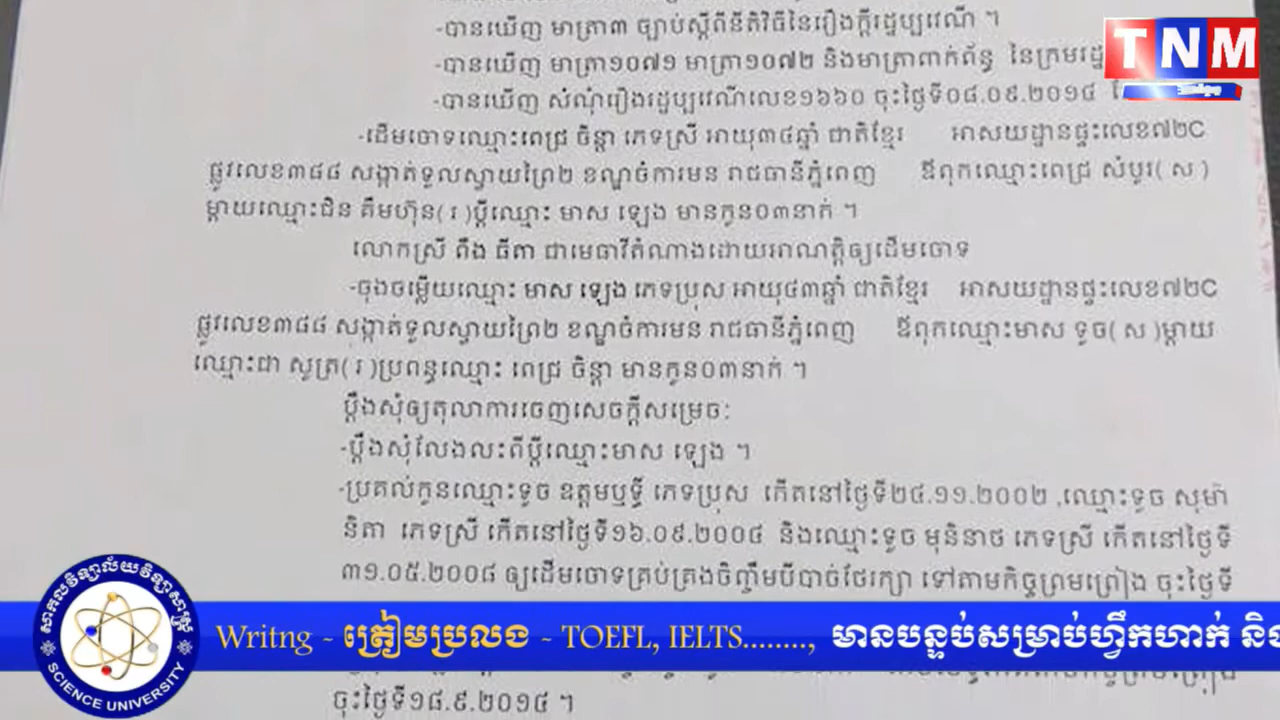 -បានឃើញ មាត្រា៣ ច្បាប់ស្តីពីនីតិវិធីនៃរឿងក្តីរដ្ឋប្បវេណី ។
-បានឃើញ មាត្រា១០៧១ មាត្រា១០៧២ និងមាត្រាពាក់ព័ន្ធ នៃក្រមរដ្ឋ
-បានឃើញ សំណុំរឿងរដ្ឋប្បវេណីលេខ១៦៦០ ចុះថ្ងៃទី០៨.០៩.២០១៤
-ដើមចោទឈ្មោះពេជ្រ ចិន្តា ភេទស្រី អាយុ៣៤ឆ្នាំ ជាតិខ្មែរ អាសយដ្ឋានផ្ទះលេខ៧២C
ផ្លូវលេខ៣៨៨ សង្កាត់ទួលស្វាយព្រៃ២ ខណ្ឌចំការមន រាជធានីភ្នំពេញ ឪពុកឈ្មោះពេជ្រ សំបូរ( ស )
ម្តាយឈ្មោះជិន គឹមហ៊ុន( រ )ប្តីឈ្មោះ មាស ឡេង មានកូន០៣នាក់ ។
លោកស្រី ពឹង ធីតា ជាមេធាវីតំណាងដោយអាណត្តិឲ្យដើមចោទ
-ចុងចម្លើយឈ្មោះ មាស ឡេង ភេទប្រុស អាយុ៤៣ឆ្នាំ ជាតិខ្មែរ អាសយដ្ឋានផ្ទះលេខ៧២C
ផ្លូវលេខ៣៨៨ សង្កាត់ទួលស្វាយព្រៃ២ ខណ្ឌចំការមន រាជធានីភ្នំពេញ ឪពុកឈ្មោះមាស ទូច( ស )ម្តាយ
ឈ្មោះជា សូត្រ( រ )ប្រពន្ធឈ្មោះ ពេជ្រ ចិន្តា មានកូន០៣នាក់ ។
ប្តឹងសុំឲ្យតុលាការចេញសេចក្តីសម្រេច:
-ប្តឹងសុំលែងលះពីប្តីឈ្មោះមាស ឡេង ។
-ប្រគល់កូនឈ្មោះទូច ឧត្តមឫទ្ធី ភេទប្រុស កើតនៅថ្ងៃទី២៤.១១.២០០២ ,ឈ្មោះទូច សុម៉ា
និតា ភេទស្រី កើតនៅថ្ងៃទី១៦.០៩.២០០៤ និងឈ្មោះទូច មុនិនាថ ភេទស្រី កើតនៅថ្ងៃទី
៣១.០៥.២០០៨ ឲ្យដើមចោទគ្រប់គ្រងចិញ្ចឹមបីបាច់ថែរក្សា ទៅតាមកិច្ចព្រមព្រៀង ចុះថ្ងៃទី
ចុះថ្ងៃទី១៨.៩.២០១៤ ។
TNM
សាកលវិទ្យាល័យវិទ្យាសាស្ត្រ
SCIENCE UNIVERSITY
Writng ~ ត្រៀមប្រលង ~ TOEFL, IELTS........, មានបន្ទប់សម្រាប់ហ្វឹកហាក់